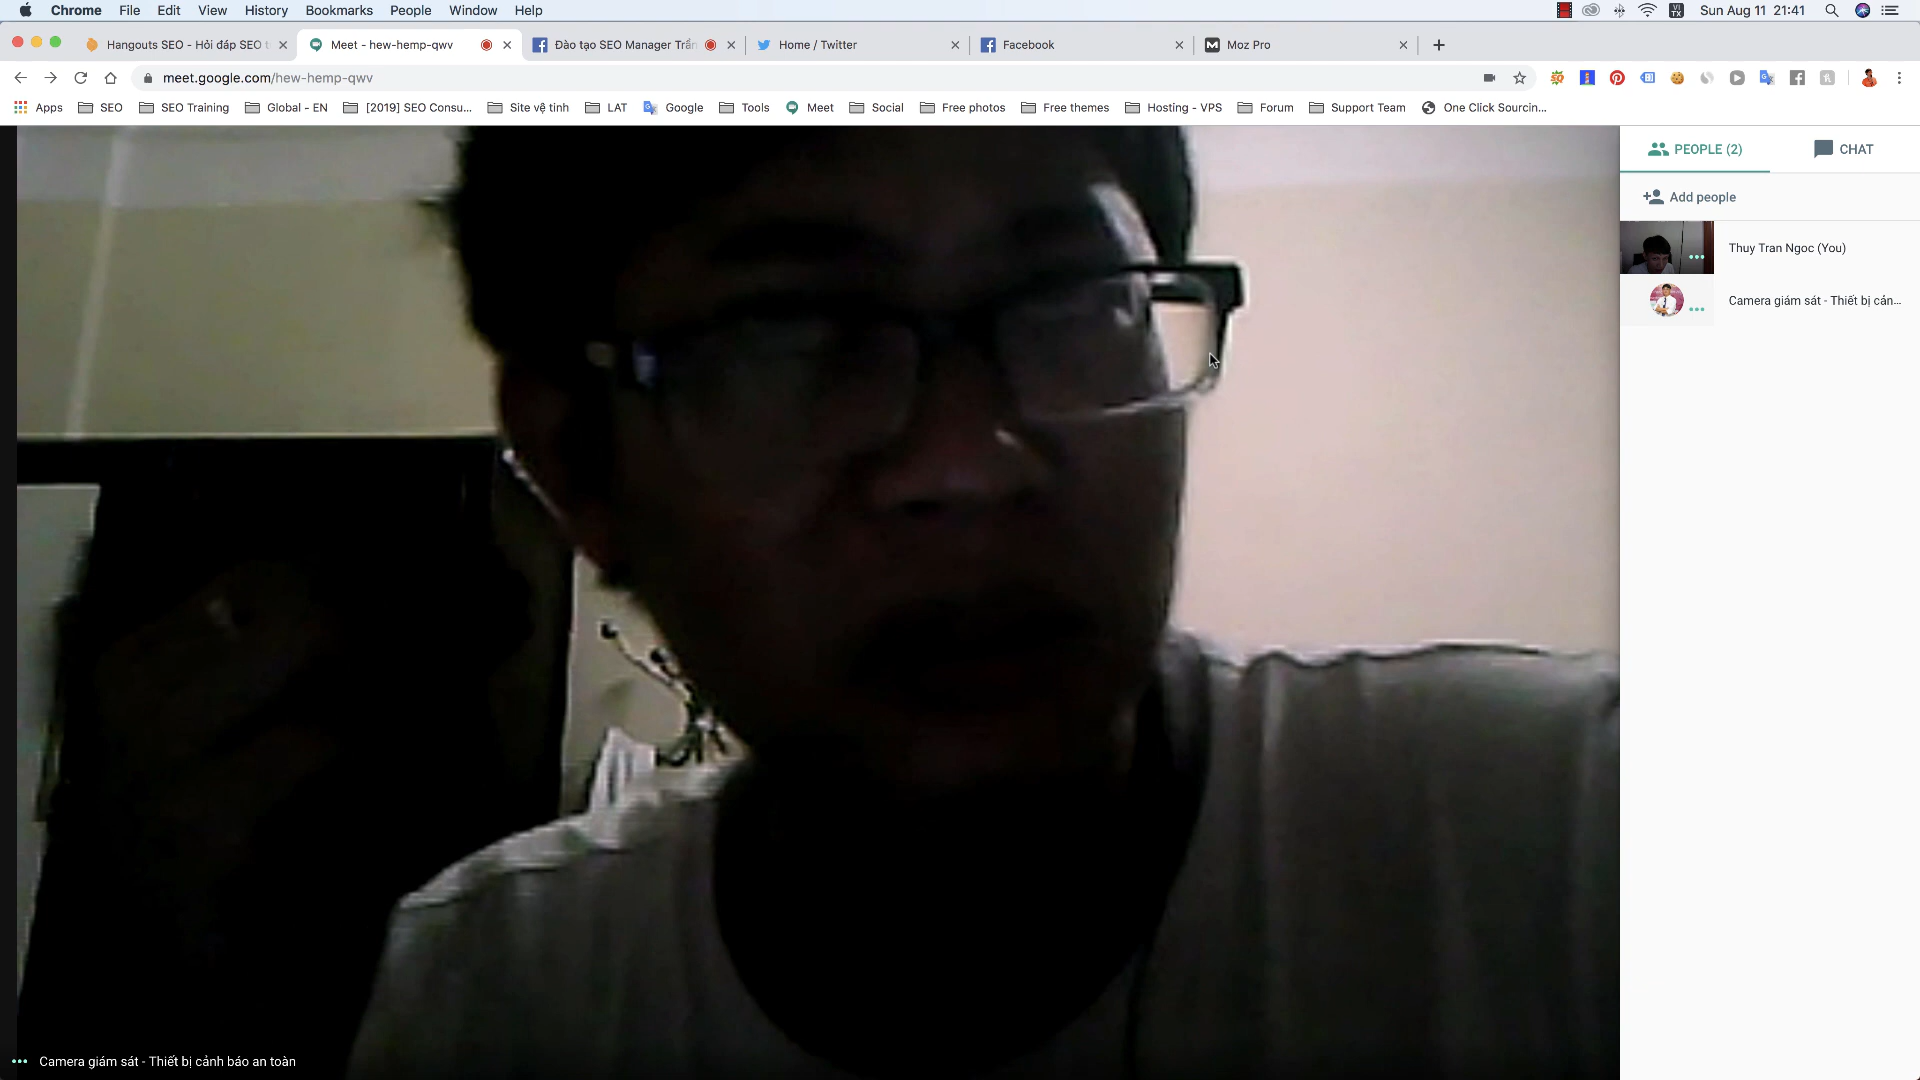 Chrome File Edit View History Bookmarks People Window Help Sun Aug 11 21:41
Hangouts SEO - Hỏi đáp SEO Meet - hew-hemp-qwv Đào tạo SEO Manager Home / Twitter Facebook Moz Pro
meet.google.com/hew-hemp-qwv
Apps SEO SEO Training Global - EN [2019] SEO Consu... Site vệ tinh LAT Google Tools Meet Social Free photos Free themes Hosting - VPS Forum Support Team One Click Sourcin...
PEOPLE (2) CHAT
Add people
Thuy Tran Ngoc (You)
Camera giám sát - Thiết bị cản...
Camera giám sát - Thiết bị cảnh báo an toàn